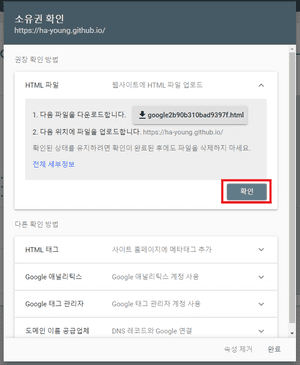 소유권 확인
https://ha-young.github.io/
권장 확인 방법
HTML 파일 웹사이트에 HTML 파일 업로드
1. 다음 파일을 다운로드합니다. google2b90b310bad9397f.html
2. 다음 위치에 파일을 업로드합니다. https://ha-young.github.io/
확인된 상태를 유지하려면 확인이 완료된 후에도 파일을 삭제하지 마세요.
전체 세부정보
확인
다른 확인 방법
HTML 태그 사이트 홈페이지에 메타태그 추가
Google 애널리틱스 Google 애널리틱스 계정 사용
Google 태그 관리자 Google 태그 관리자 계정 사용
도메인 이름 공급업체 DNS 레코드와 Google 연결
속성 제거 완료